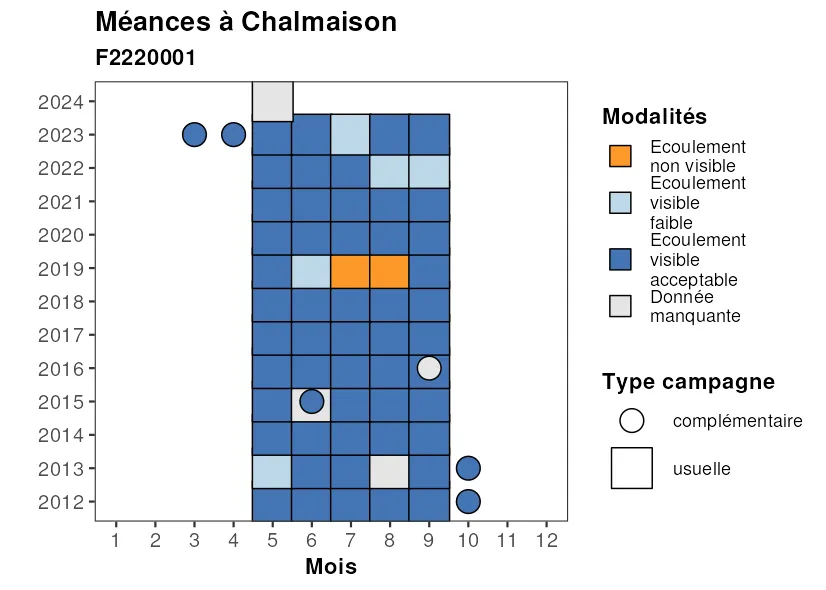 Méances à Chalmaison
F2220001
2024
2023
2022
2021
2020
2019
2018
2017
2016
2015
2014
2013
2012
1 2 3 4 5 6 7 8 9 10 11 12
Mois
Modalités
Ecoulement
non visible
Ecoulement
visible
faible
Ecoulement
visible
acceptable
Donnée
manquante
Type campagne
complémentaire
usuelle